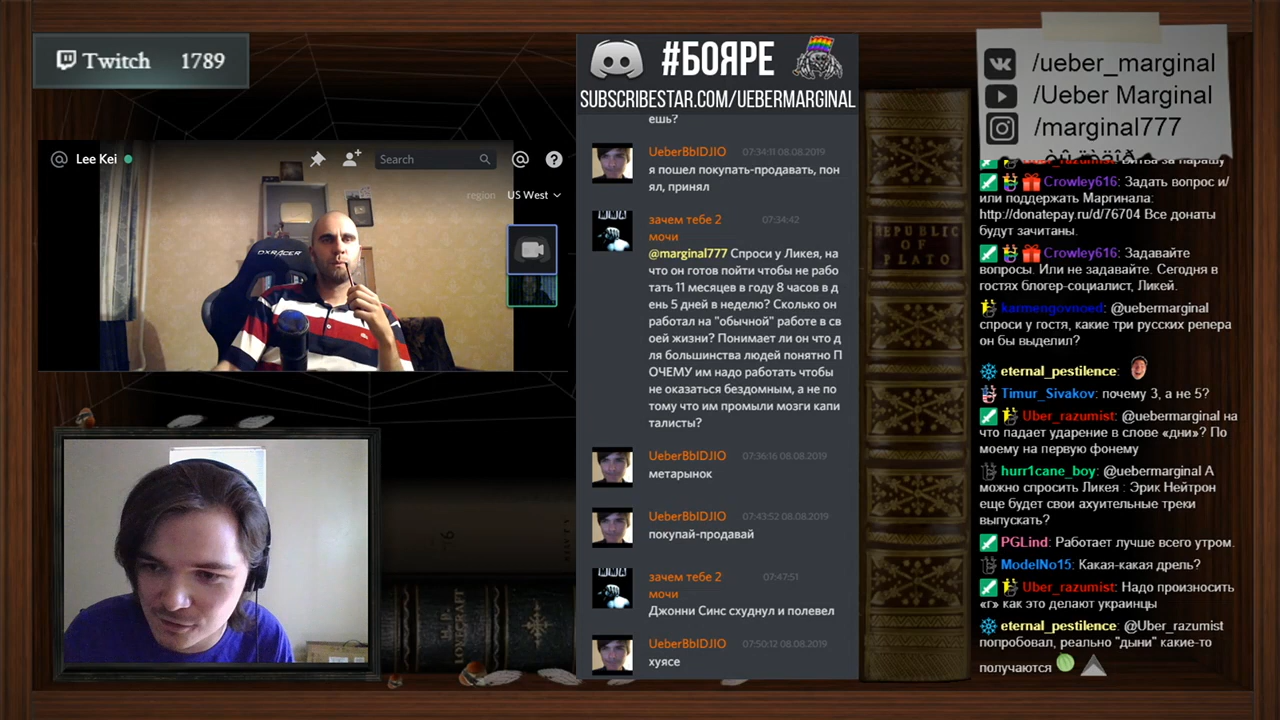 Twitch 1789
@ Lee Kei
Search
region US West
#БОЯРЕ
SUBSCRIBESTAR.COM/UEBERMARGINAL
ешь?
UeberBbIDJIO 07:34:11 08.08.2019
я пошел покупать-продавать, пон
ял, принял
зачем тебе 2 07:34:42
мочи
@marginal777 Спроси у Ликея, на
что он готов пойти чтобы не рабо
тать 11 месяцев в году 8 часов в д
ень 5 дней в неделю? Сколько он
работал на "обычной" работе в св
оей жизни? Понимает ли он что д
ля большинства людей понятно П
ОЧЕМУ им надо работать чтобы
не оказаться бездомным, а не по
тому что им промыли мозги капи
талисты?
UeberBbIDJIO 07:36:16 08.08.2019
метарынок
UeberBbIDJIO 07:43:52 08.08.2019
покупай-продавай
зачем тебе 2 07:47:51
мочи
Джонни Синс схуднул и полевел
UeberBbIDJIO 07:50:12 08.08.2019
хуясе
REPUBLIC
OF
PLATO
/ueber_marginal
/Ueber Marginal
/marginal777
Crowley616: Задать вопрос и/
или поддержать Маргинала:
http://donatepay.ru/d/76704 Все донаты
будут зачитаны.
Crowley616: Задавайте
вопросы. Или не задавайте. Сегодня в
гостях блогер-социалист, Ликей.
karmengovnoed: @uebermarginal
спроси у гостя, какие три русских репера
он бы выделил?
eternal_pestilence:
Timur_Sivakov: почему 3, а не 5?
Uber_razumist: @uebermarginal на
что падает ударение в слове «дни»? По
моему на первую фонему
hurr1cane_boy: @uebermarginal А
можно спросить Ликея : Эрик Нейтрон
еще будет свои ахуительные треки
выпускать?
PGLind: Работает лучше всего утром.
ModelNo15: Какая-какая дрель?
Uber_razumist: Надо произносить
«г» как это делают украинцы
eternal_pestilence: @Uber_razumist
попробовал, реально "дыни" какие-то
получаются
DXRACER
LOVECRAFT